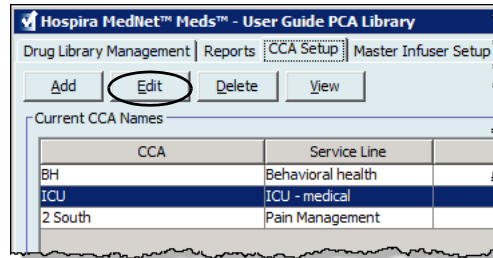 Hospira MedNet™ Meds™ - User Guide PCA Library
Drug Library Management Reports CCA Setup Master Infuser Setup
Add Edit Delete View
Current CCA Names
CCA Service Line
BH Behavioral health
ICU ICU - medical
2 South Pain Management